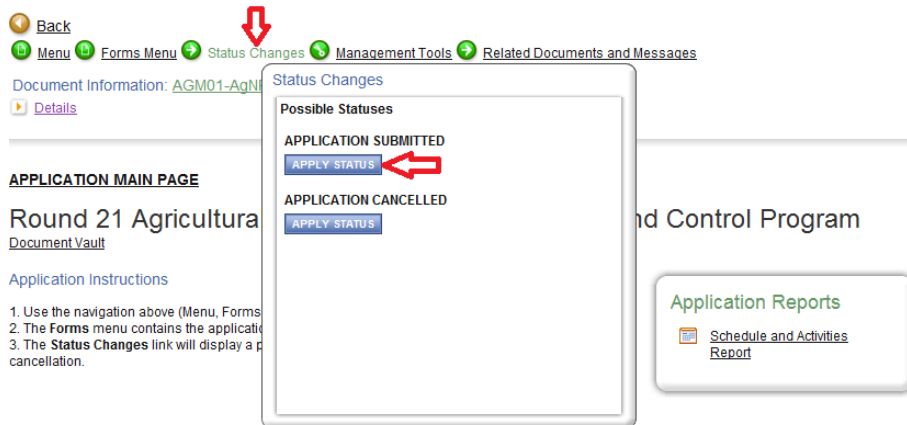 Back
Menu Forms Menu Status Changes Management Tools Related Documents and Messages
Document Information: AGM01-AgN
Details
Status Changes
Possible Statuses
APPLICATION SUBMITTED
APPLY STATUS
APPLICATION CANCELLED
APPLY STATUS
APPLICATION MAIN PAGE
Round 21 Agricultura nd Control Program
Document Vault
Application Instructions
1. Use the navigation above (Menu, Forms
2. The Forms menu contains the applicatio
3. The Status Changes link will display a p
cancellation.
Application Reports
Schedule and Activities
Report